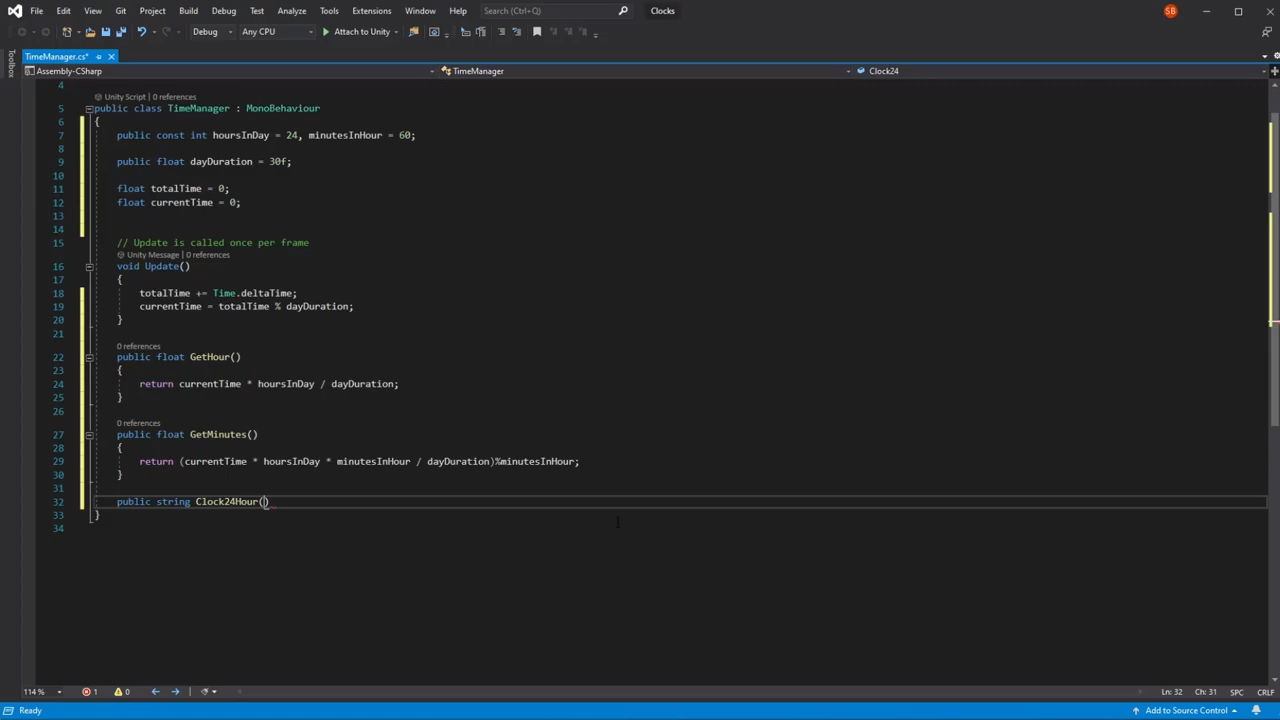 File Edit View Git Project Build Debug Test Analyze Tools Extensions Window Help Search (Ctrl+Q) Clocks SB
Debug Any CPU Attach to Unity
Toolbox
TimeManager.cs*
Assembly-CSharp TimeManager Clock24
4
Unity Script | 0 references
5 public class TimeManager : MonoBehaviour
6 {
7 public const int hoursInDay = 24, minutesInHour = 60;
8
9 public float dayDuration = 30f;
10
11 float totalTime = 0;
12 float currentTime = 0;
13
14
15 // Update is called once per frame
Unity Message | 0 references
16 void Update()
17 {
18 totalTime += Time.deltaTime;
19 currentTime = totalTime % dayDuration;
20 }
21
0 references
22 public float GetHour()
23 {
24 return currentTime * hoursInDay / dayDuration;
25 }
26
0 references
27 public float GetMinutes()
28 {
29 return (currentTime * hoursInDay * minutesInHour / dayDuration)%minutesInHour;
30 }
31
32 public string Clock24Hour()
33 }
34
114 % 1 0 Ln: 32 Ch: 31 SPC CRLF
Ready Add to Source Control